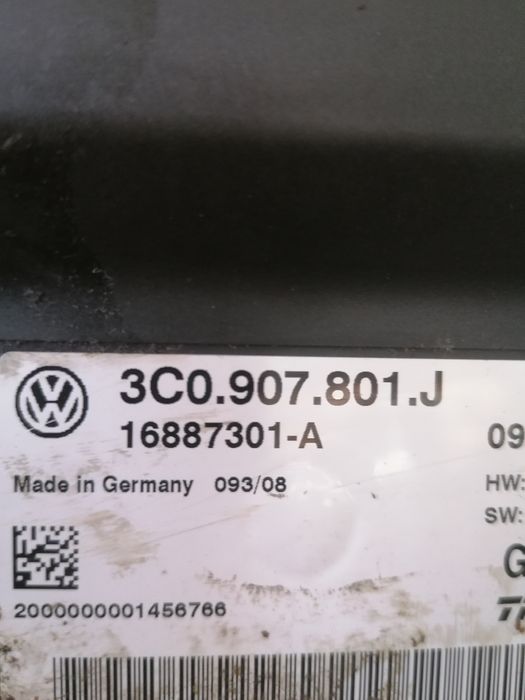 3C0.907.801.J
16887301-A 09
Made in Germany 093/08 HW:
SW:
G
2000000001456766